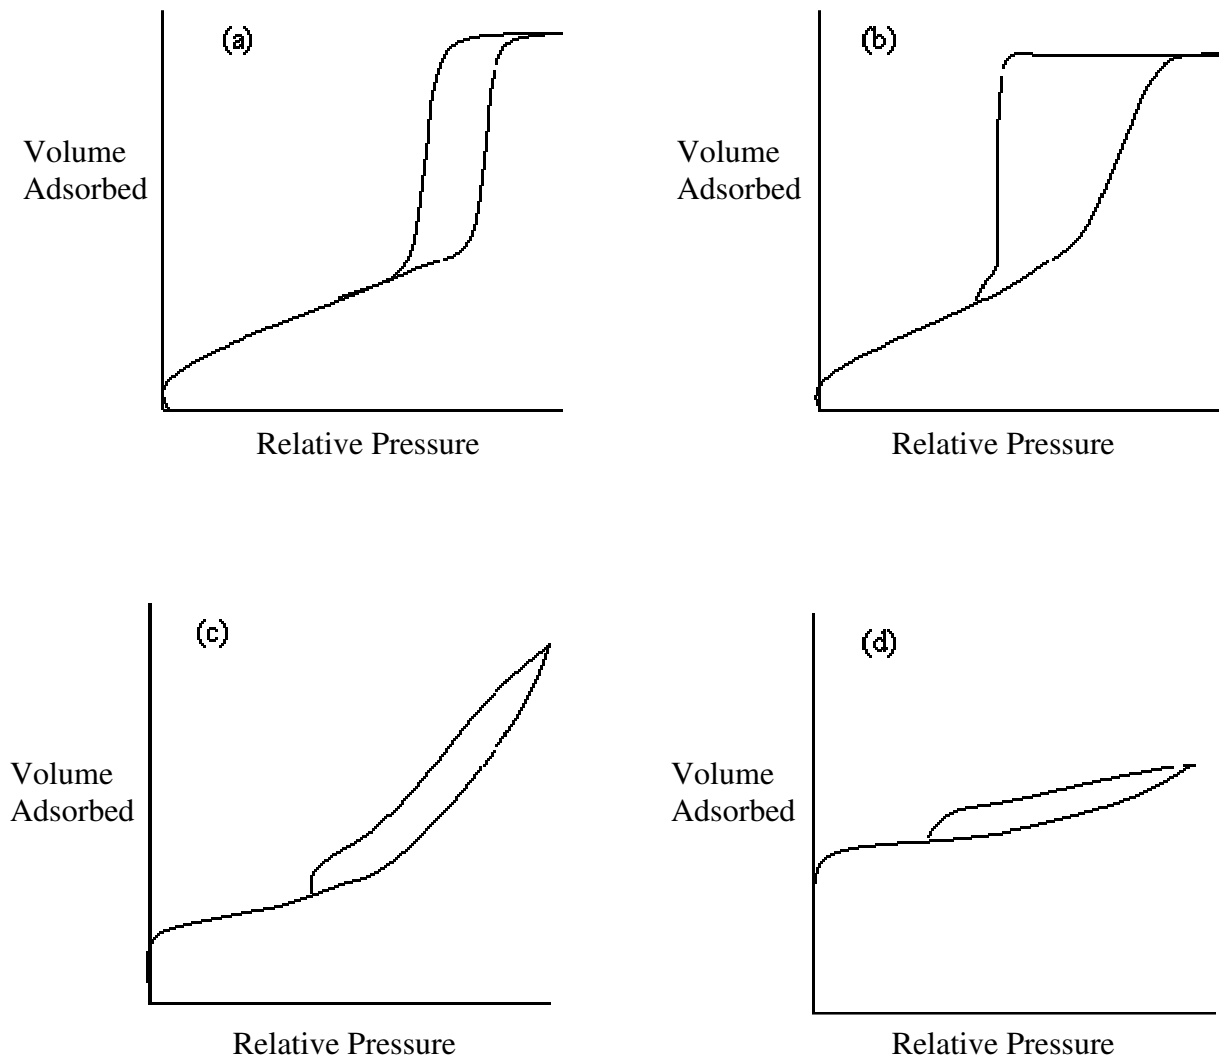 (a)
Volume
Adsorbed
Relative Pressure
(b)
Volume
Adsorbed
Relative Pressure
(c)
Volume
Adsorbed
Relative Pressure
(d)
Volume
Adsorbed
Relative Pressure